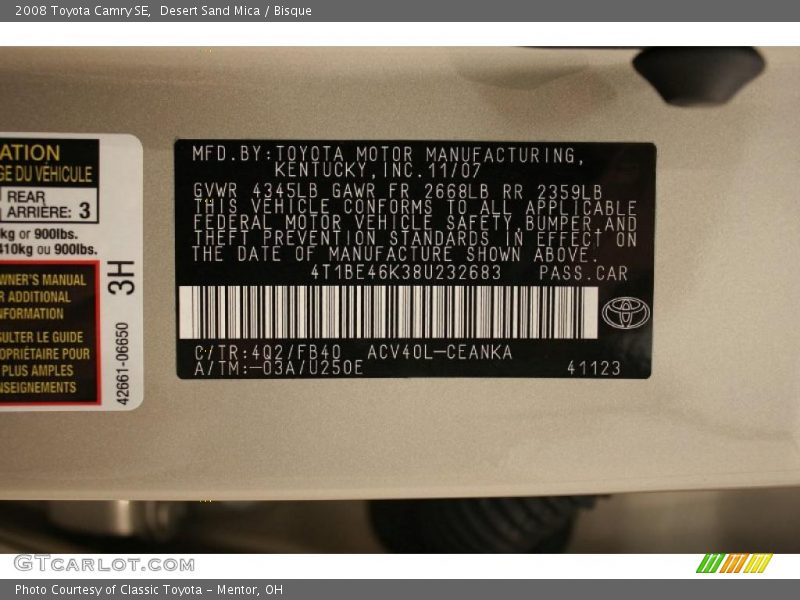 2008 Toyota Camry SE,  Desert Sand Mica / Bisque
ATION
GE DU VÉHICULE
REAR
ARRIÈRE: 3
kg or 900lbs.
410kg ou 900lbs.
WNER'S MANUAL
R ADDITIONAL
NFORMATION
SULTER LE GUIDE
OPRIÉTAIRE POUR
PLUS AMPLES
NSEIGNEMENTS
3H
42661-06650
MFD.BY:TOYOTA MOTOR MANUFACTURING,
KENTUCKY,INC.11/07
GVWR 4345LB GAWR FR 2668LB RR 2359LB
THIS VEHICLE CONFORMS TO ALL APPLICABLE
FEDERAL MOTOR VEHICLE SAFETY,BUMPER,AND
THEFT PREVENTION STANDARDS IN EFFECT ON
THE DATE OF MANUFACTURE SHOWN ABOVE.
4T1BE46K38U232683 PASS.CAR
C/TR:4Q2/FB40 ACV40L-CEANKA
A/TM:-03A/U250E 41123
GTCARLOT.COM
Photo Courtesy of Classic Toyota - Mentor, OH